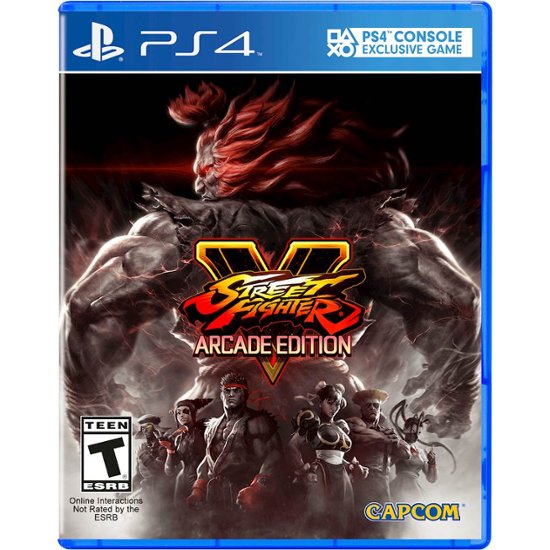 PS4
PS4™ CONSOLE
EXCLUSIVE GAME
V
STREET
FIGHTER
ARCADE EDITION
TEEN
T
ESRB
Online Interactions
Not Rated by the
ESRB
CAPCOM